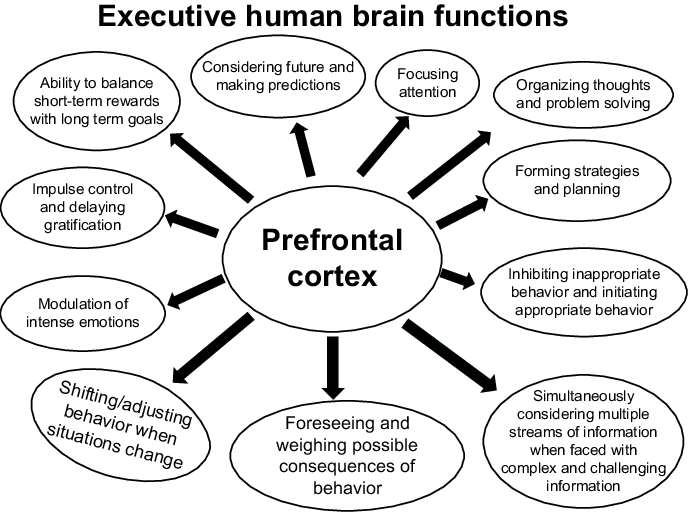 Executive human brain functions
Ability to balance
short-term rewards
with long term goals
Considering future and
making predictions
Focusing
attention
Organizing thoughts
and problem solving
Impulse control
and delaying
gratification
Forming strategies
and planning
Prefrontal
cortex
Modulation of
intense emotions
Inhibiting inappropriate
behavior and initiating
appropriate behavior
Shifting/adjusting
behavior when
situations change
Foreseeing and
weighing possible
consequences of
behavior
Simultaneously
considering multiple
streams of information
when faced with
complex and challenging
information